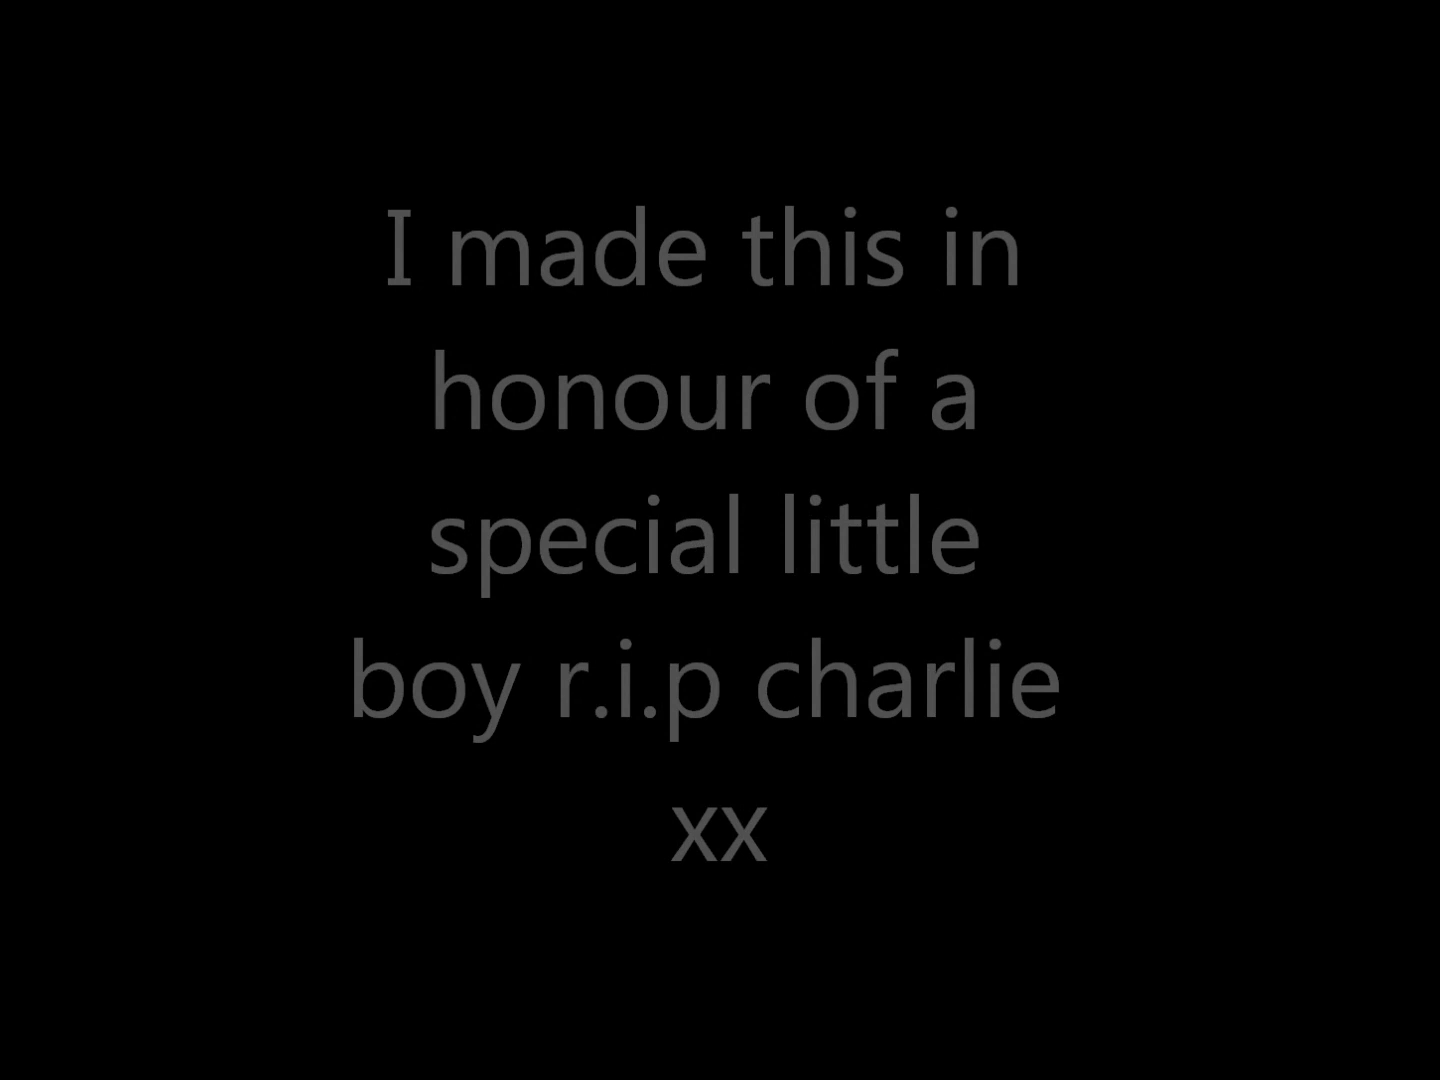 I made this in
honour of a
special little
boy r.i.p charlie
xx